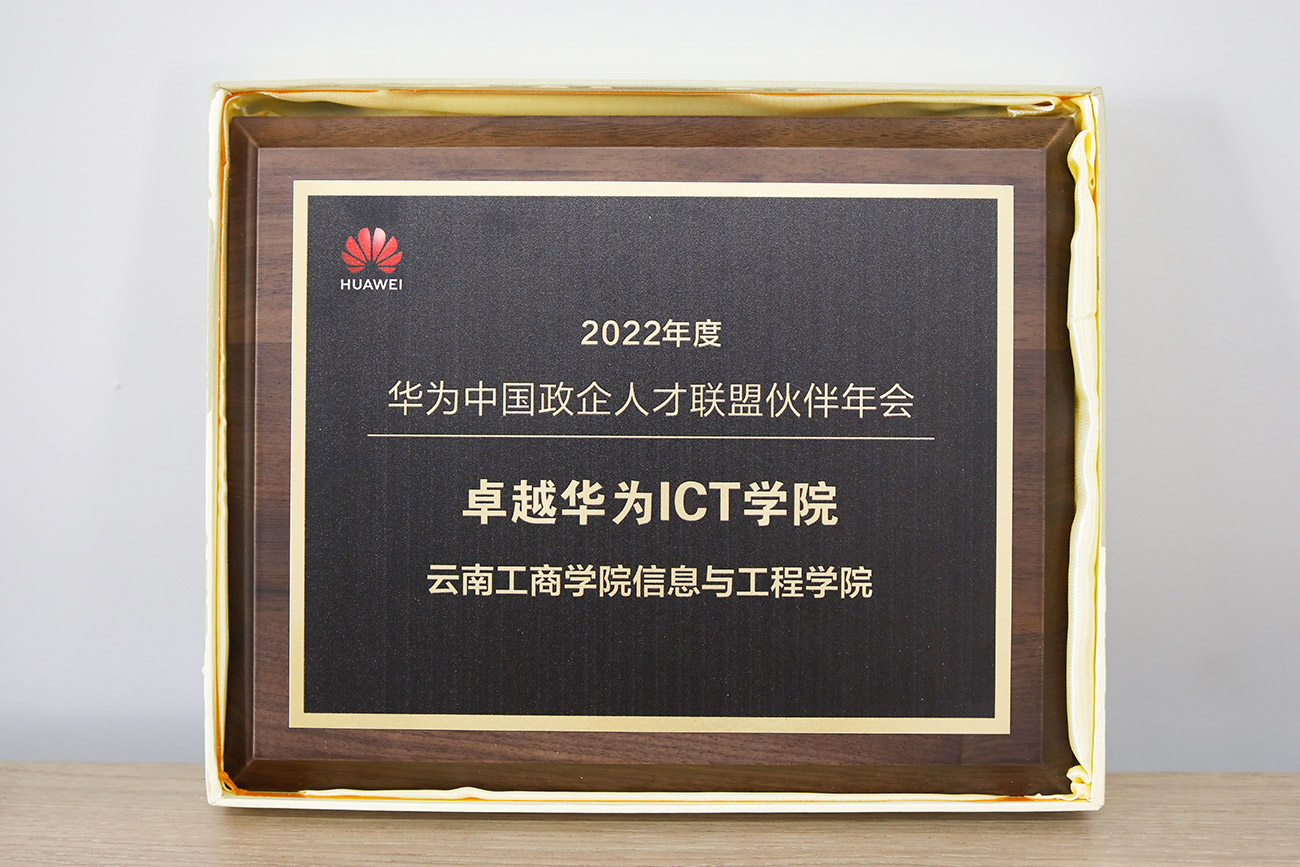 HUAWEI
2022年度
华为中国政企人才联盟伙伴年会
卓越华为ICT学院
云南工商学院信息与工程学院